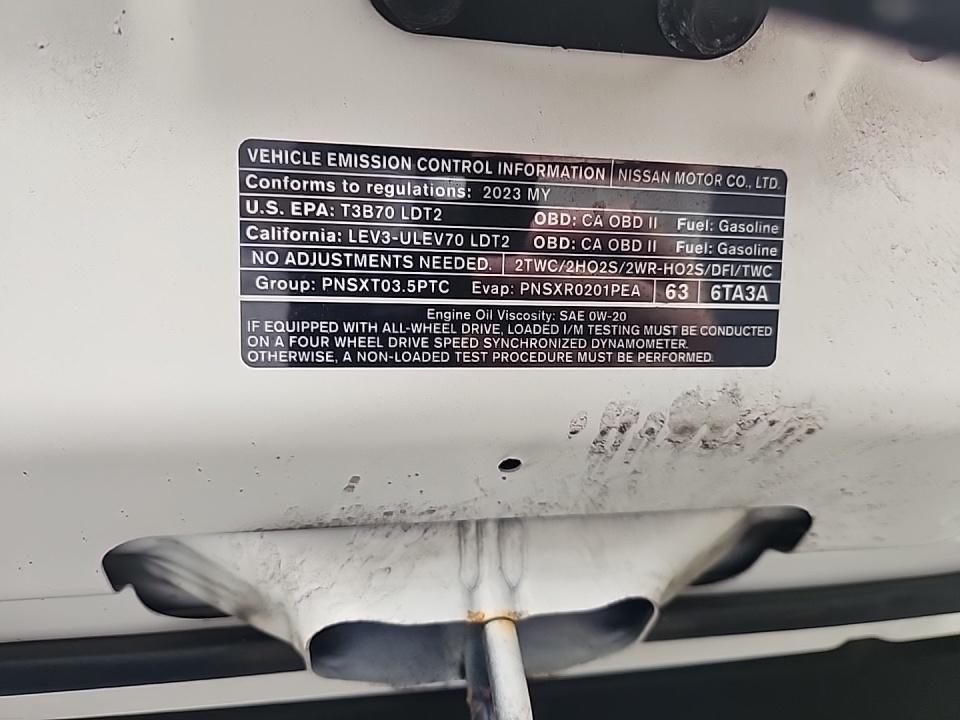 VEHICLE EMISSION CONTROL INFORMATION NISSAN MOTOR CO., LTD.
Conforms to regulations: 2023 MY
U.S. EPA: T3B70 LDT2 OBD: CA OBD II Fuel: Gasoline
California: LEV3-ULEV70 LDT2 OBD: CA OBD II Fuel: Gasoline
NO ADJUSTMENTS NEEDED. 2TWC/2HO2S/2WR-HO2S/DFI/TWC
Group: PNSXT03.5PTC Evap: PNSXR0201PEA 63 6TA3A
Engine Oil Viscosity: SAE 0W-20
IF EQUIPPED WITH ALL-WHEEL DRIVE, LOADED I/M TESTING MUST BE CONDUCTED
ON A FOUR WHEEL DRIVE SPEED SYNCHRONIZED DYNAMOMETER.
OTHERWISE, A NON-LOADED TEST PROCEDURE MUST BE PERFORMED.